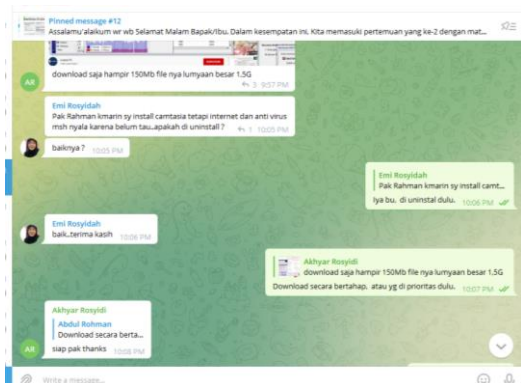 Pinned message #12
Assalamu'alaikum wr wb Selamat Malam Bapak/Ibu. Dalam kesempatan ini, Kita memasuki pertemuan yang ke-2 dengan mat...
AR
download saja hampir 150Mb file nya lumyaan besar 1,5G
3 9:57 PM
Emi Rosyidah
Pak Rahman kmarin sy install camtasia tetapi internet dan anti virus
msh nyala karena belum tau..apakah di uninstall ?
1 10:05 PM
baiknya ?
10:05 PM
Emi Rosyidah
Pak Rahman kmarin sy install camt...
Iya bu, di uninstal dulu.
10:06 PM
Emi Rosyidah
baik..terima kasih
10:06 PM
Akhyar Rosyidi
download saja hampir 150Mb file nya lumyaan besar 1,5G
Download secara bertahap, atau yg di prioritas dulu.
10:07 PM
Akhyar Rosyidi
Abdul Rohman
Download secara berta...
AR
siap pak thanks
10:08 PM
Write a message...